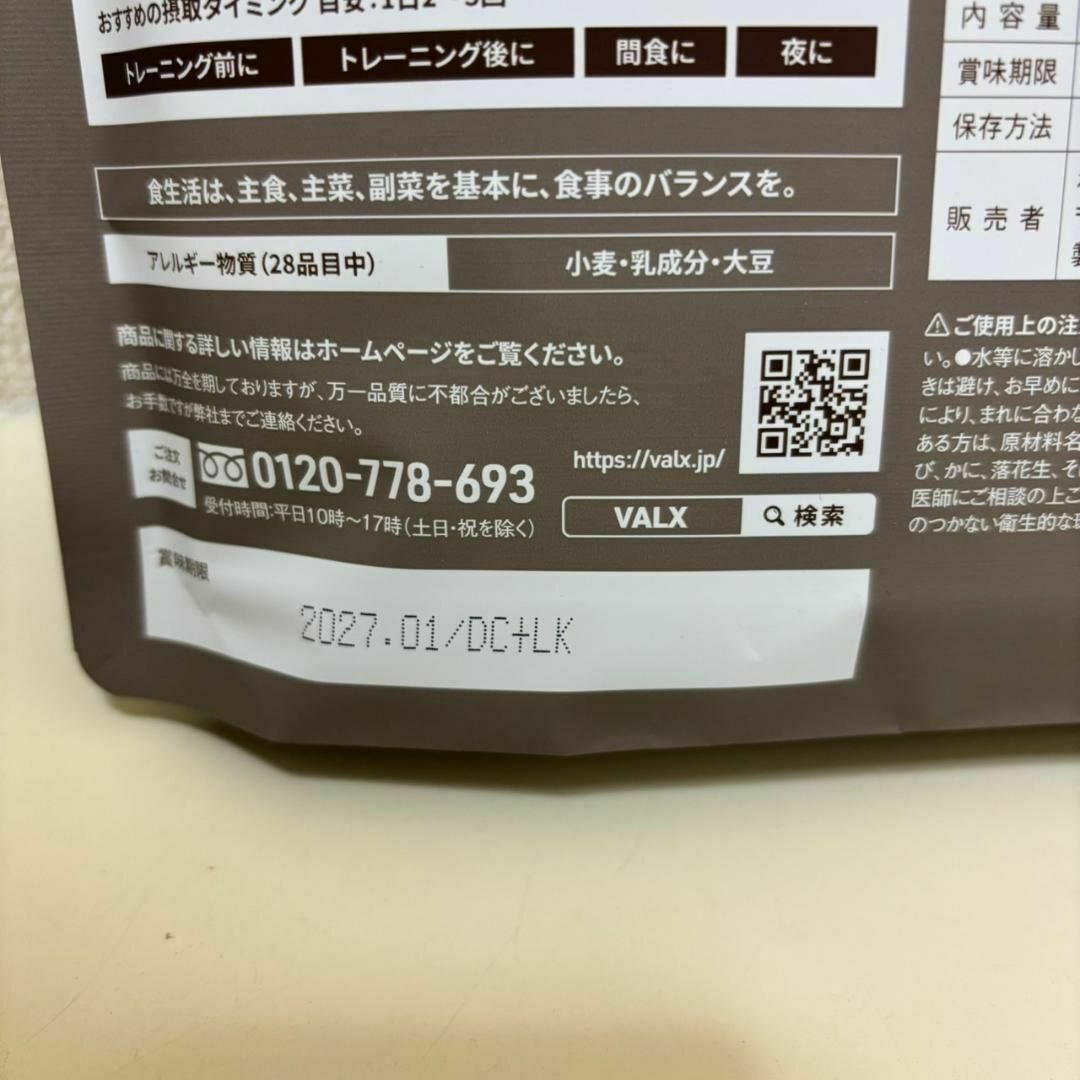 おすすめの摂取タイミング 目安:1日2~3回
トレーニング前に
トレーニング後に
間食に
夜に
食生活は、主食、主菜、副菜を基本に、食事のバランスを。
アレルギー物質(28品目中)
小麦・乳成分・大豆
商品に関する詳しい情報はホームページをご覧ください。
商品には万全を期しておりますが、万一品質に不都合がございましたら、
お手数ですが弊社までご連絡ください。
ご注文
お問合せ
0120-778-693
受付時間:平日10時～17時(土日・祝を除く)
https://valx.jp/
VALX
検索
賞味期限
2027.01/DC+LK
内容量
賞味期限
保存方法
販売者
⚠ご使用上の注
い。●水等に溶かし
きは避け、お早めに
により、まれに合わな
ある方は、原材料名
び、かに、落花生、そ
医師にご相談の上ご
のつかない衛生的な